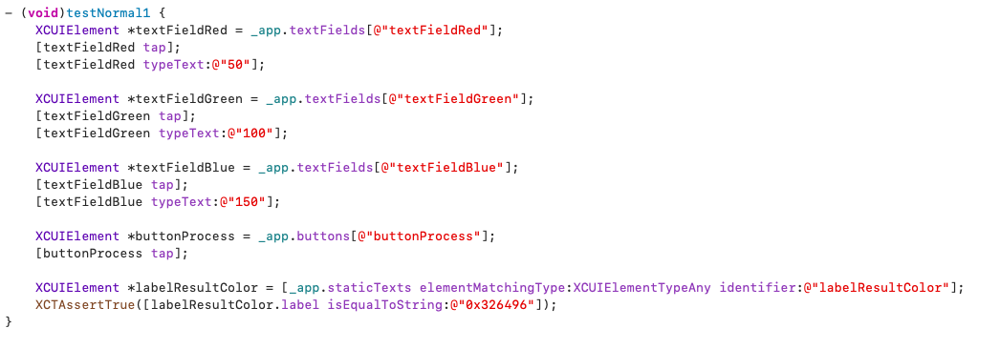 - (void)testNormal1 {
    XCUIElement *textFieldRed = _app.textFields[@"textFieldRed"];
    [textFieldRed tap];
    [textFieldRed typeText:@"50"];

    XCUIElement *textFieldGreen = _app.textFields[@"textFieldGreen"];
    [textFieldGreen tap];
    [textFieldGreen typeText:@"100"];

    XCUIElement *textFieldBlue = _app.textFields[@"textFieldBlue"];
    [textFieldBlue tap];
    [textFieldBlue typeText:@"150"];

    XCUIElement *buttonProcess = _app.buttons[@"buttonProcess"];
    [buttonProcess tap];

    XCUIElement *labelResultColor = [_app.staticTexts elementMatchingType:XCUIElementTypeAny identifier:@"labelResultColor"];
    XCTAssertTrue([labelResultColor.label isEqualToString:@"0x326496"]);
}